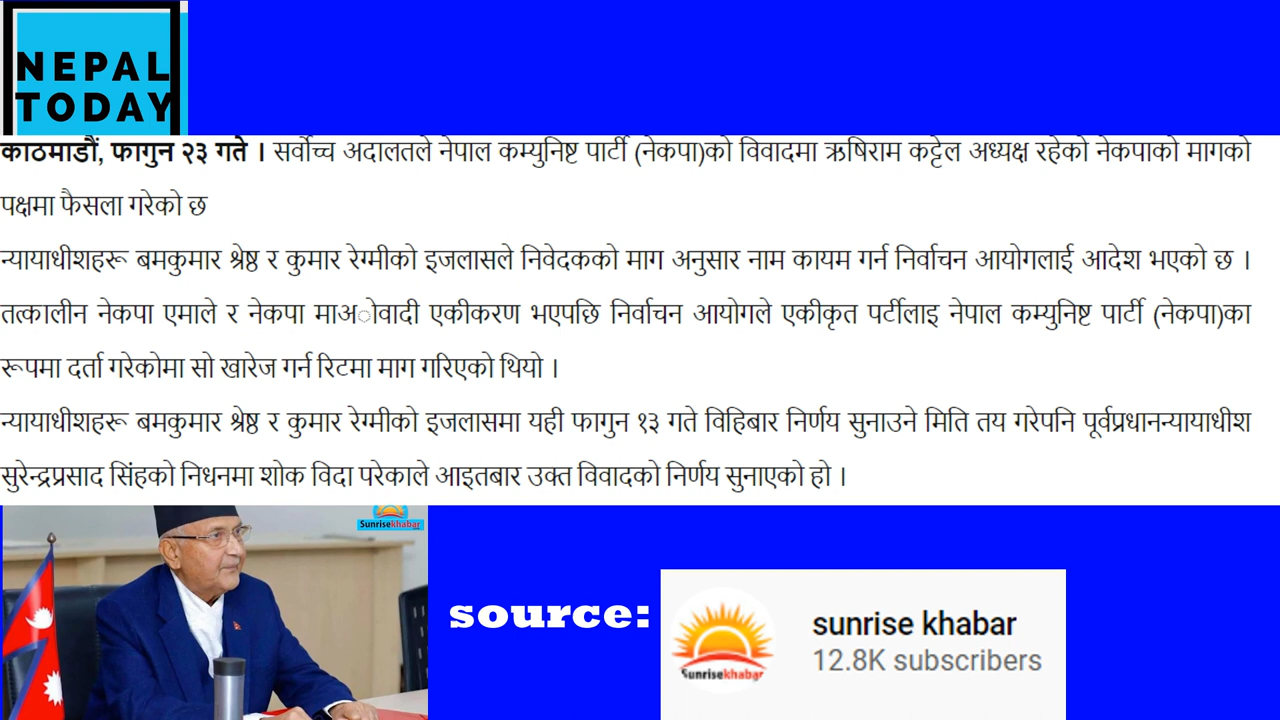 NEPAL
TODAY
काठमाडौं, फागुन २३ गते । सर्वोच्च अदालतले नेपाल कम्युनिष्ट पार्टी (नेकपा)को विवादमा ऋषिराम कट्टेल अध्यक्ष रहेको नेकपाको मागको
पक्षमा फैसला गरेको छ
न्यायाधीशहरू बमकुमार श्रेष्ठ र कुमार रेग्मीको इजलासले निवेदकको माग अनुसार नाम कायम गर्न निर्वाचन आयोगलाई आदेश भएको छ ।
तत्कालीन नेकपा एमाले र नेकपा माअोवादी एकीकरण भएपछि निर्वाचन आयोगले एकीकृत पर्टीलाइ नेपाल कम्युनिष्ट पार्टी (नेकपा)का
रूपमा दर्ता गरेकोमा सो खारेज गर्न रिटमा माग गरिएको थियो ।
न्यायाधीशहरू बमकुमार श्रेष्ठ र कुमार रेग्मीको इजलासमा यही फागुन १३ गते विहिबार निर्णय सुनाउने मिति तय गरेपनि पूर्वप्रधानन्यायाधीश
सुरेन्द्रप्रसाद सिंहको निधनमा शोक विदा परेकाले आइतबार उक्त विवादको निर्णय सुनाएको हो ।
Sunrisekhabar
source:
Sunrisekhabar
sunrise khabar
12.8K subscribers